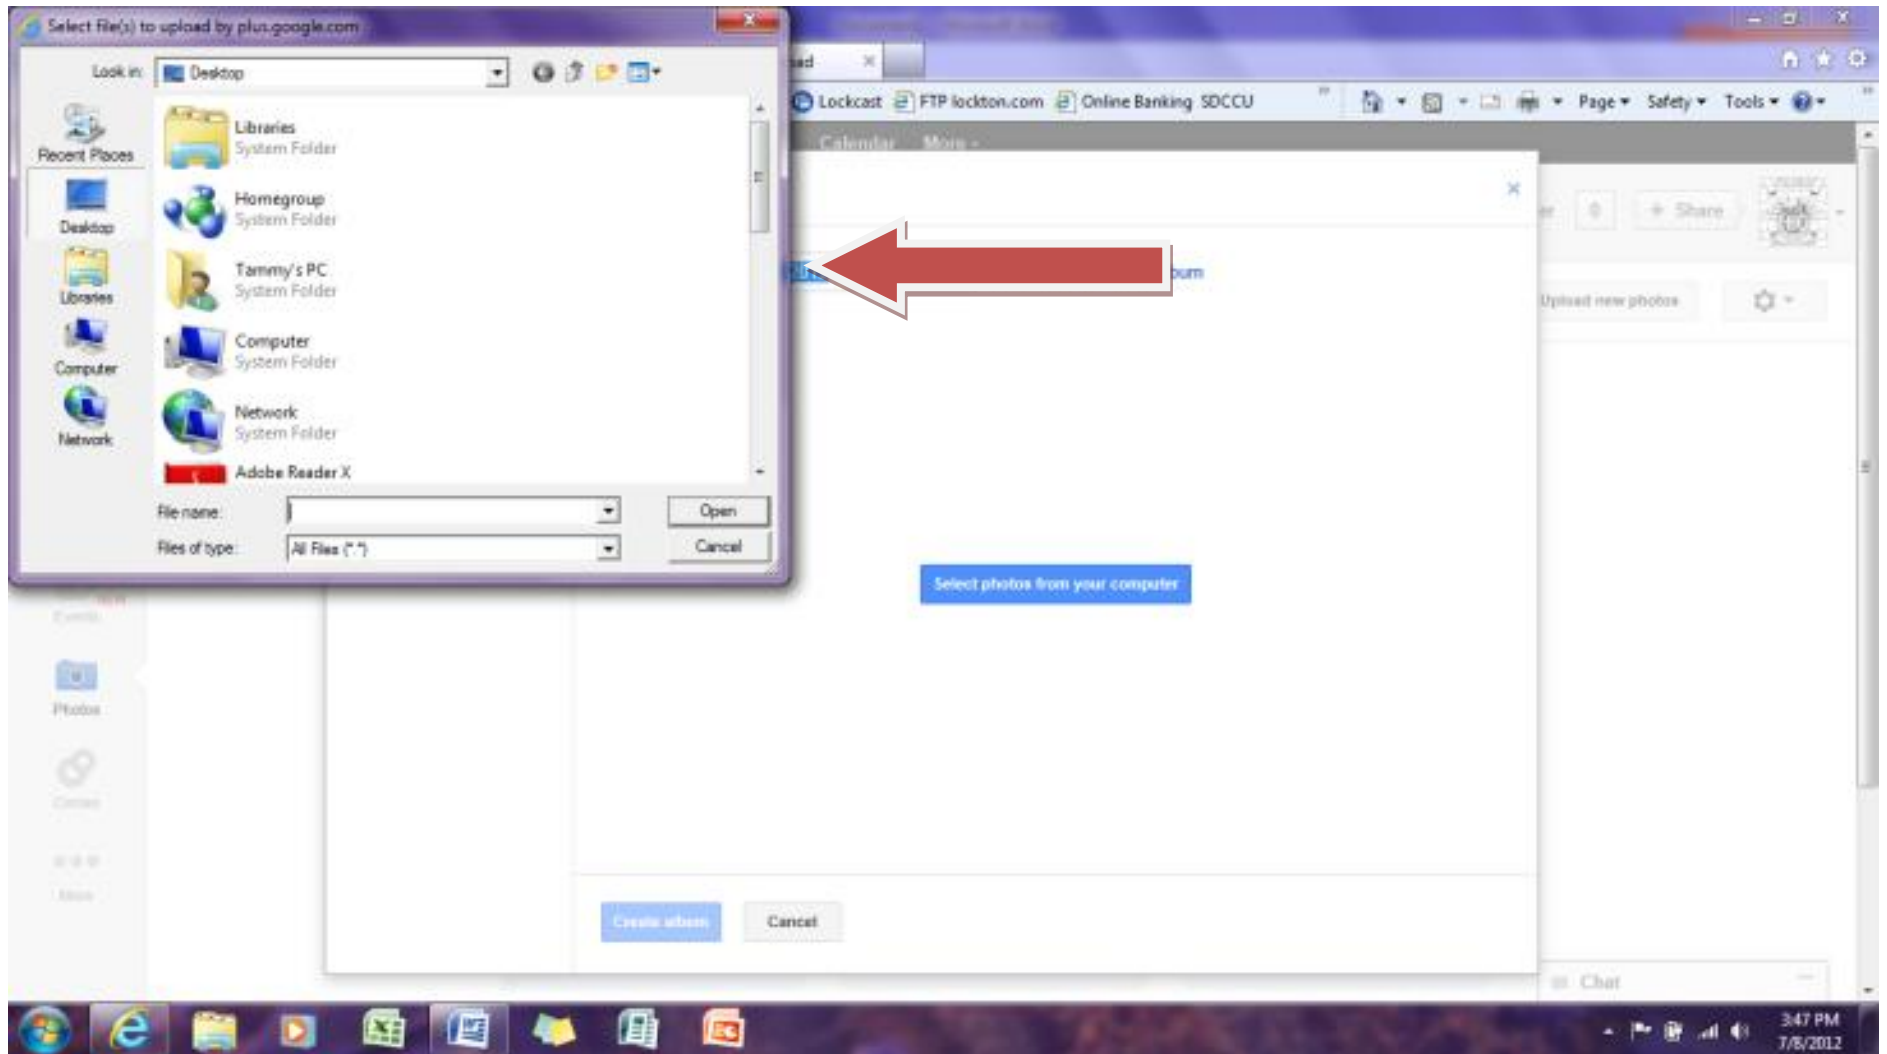 Select file(s) to upload by plus.google.com
Look in: Desktop
Recent Places
Desktop
Libraries
Computer
Network
Libraries
System Folder
Homegroup
System Folder
Tammy's PC
System Folder
Computer
System Folder
Network
System Folder
Adobe Reader X
File name:
Open
Files of type: All Files (*.*)
Cancel
Lockcast FTP lockton.com Online Banking SDCCU
Page Safety Tools
Calendar More
+ Share
Upload new photos
Select photos from your computer
Events
Photos
More
Create album Cancel
Chat
3:47 PM
7/8/2012